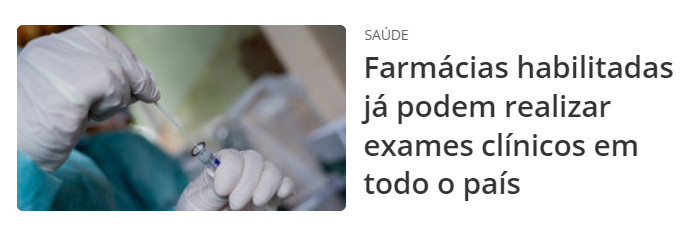 SAÚDE
Farmácias habilitadas
já podem realizar
exames clínicos em
todo o país